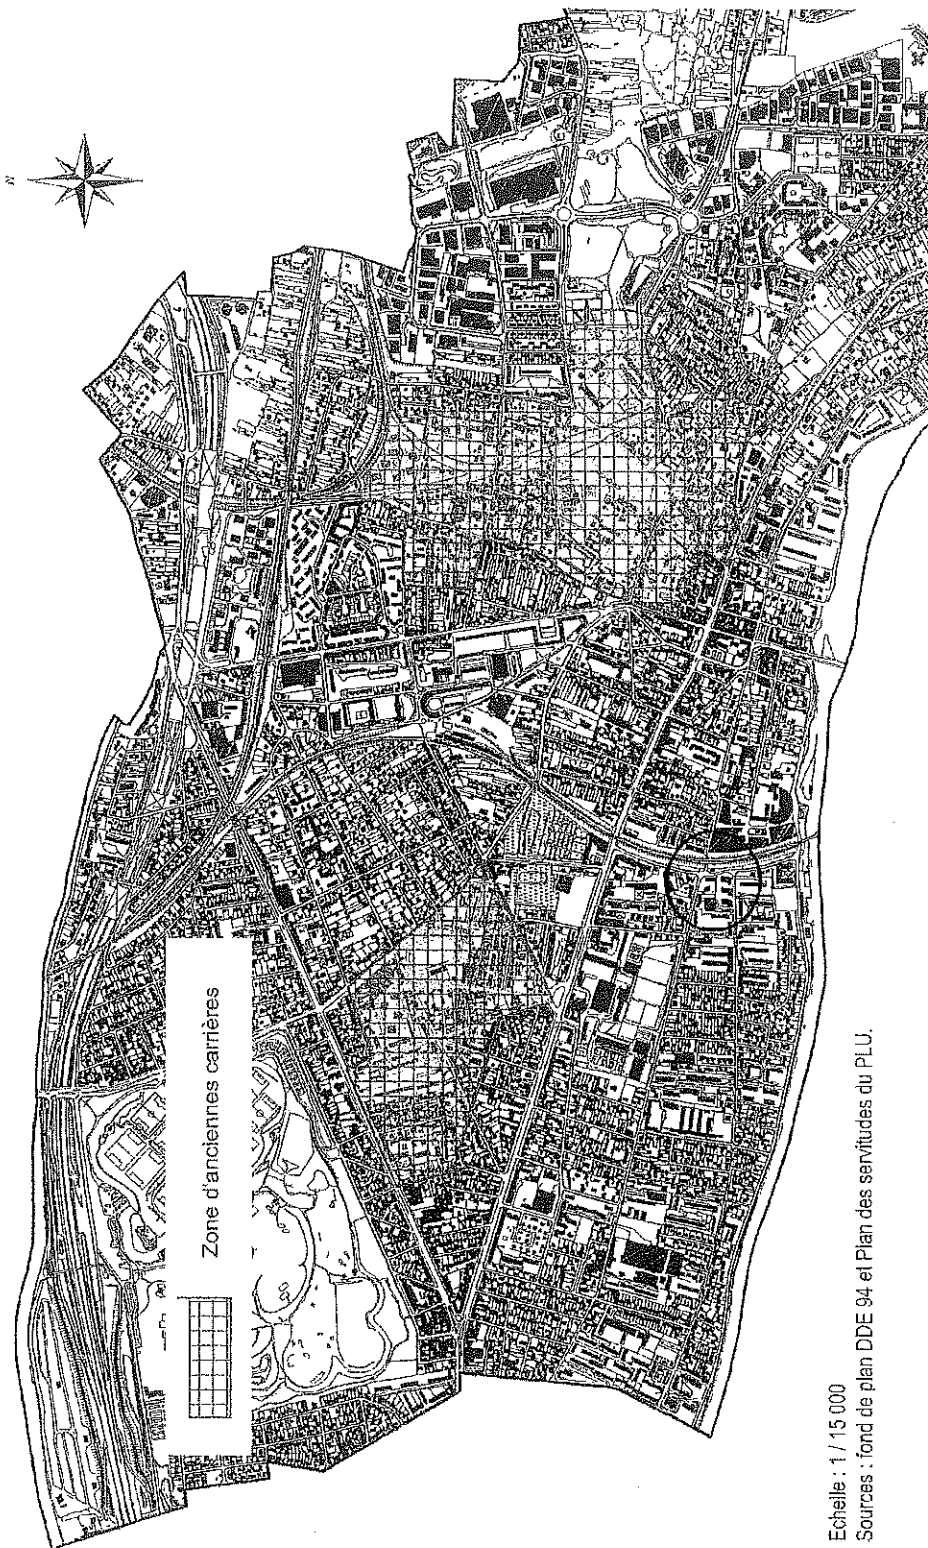 N
Zone d'anciennes carrières
Echelle : 1 / 15 000
Sources : fond de plan DDE 94 et Plan des servitudes du PLU.